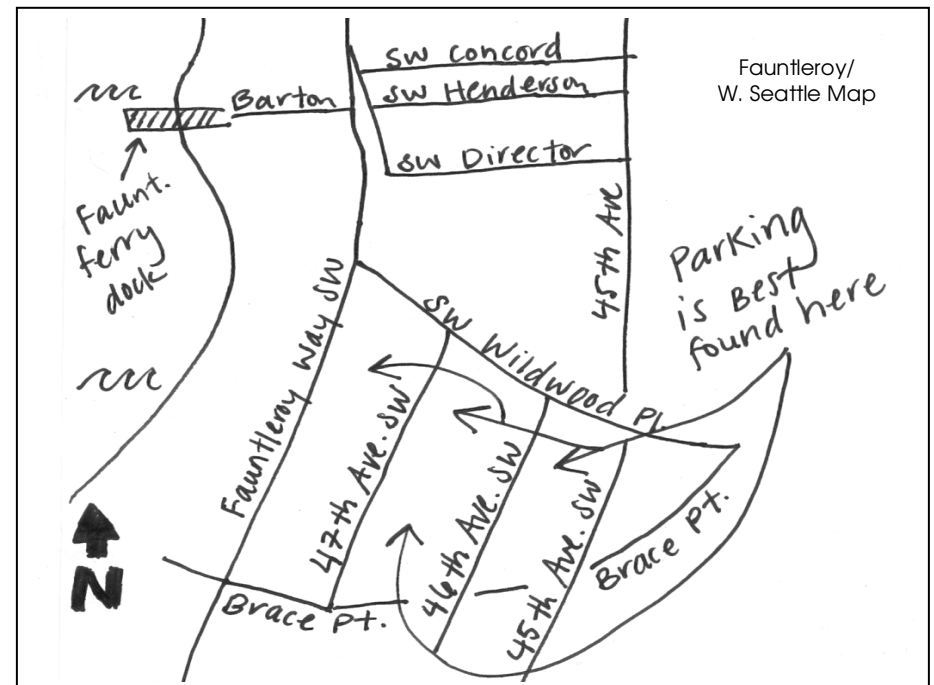 SW Concord
SW Henderson
Barton
SW Director
Fauntleroy/
W. Seattle Map
Faunt.
ferry
dock
45th Ave
Parking
is Best
found here
Fauntleroy Way SW
SW Wildwood Pl.
47th Ave. SW
46th Ave. SW
45th Ave. SW
Brace Pt.
Brace Pt.
N